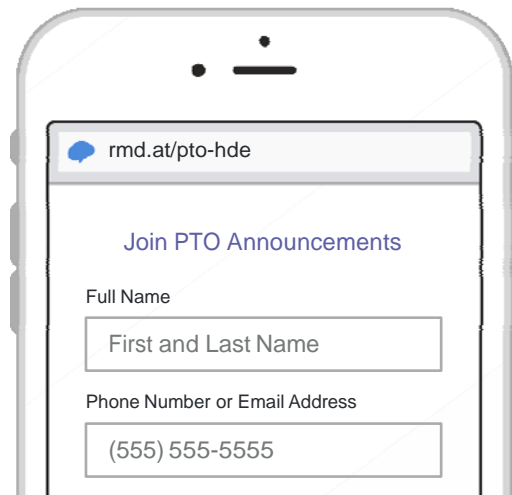 rmd.at/pto-hde
Join PTO Announcements
Full Name
First and Last Name
Phone Number or Email Address
(555) 555-5555